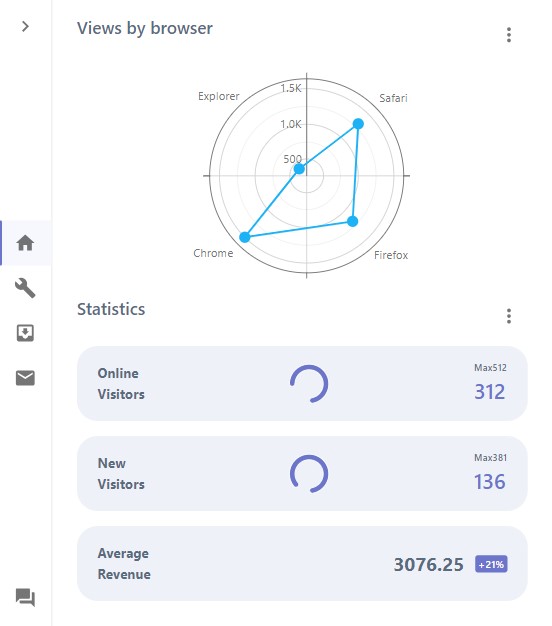 Views by browser
Explorer
1.5K
Safari
1.0K
500
Chrome
Firefox
Statistics
Online
Visitors
Max512
312
New
Visitors
Max381
136
Average
Revenue
3076.25
+21%